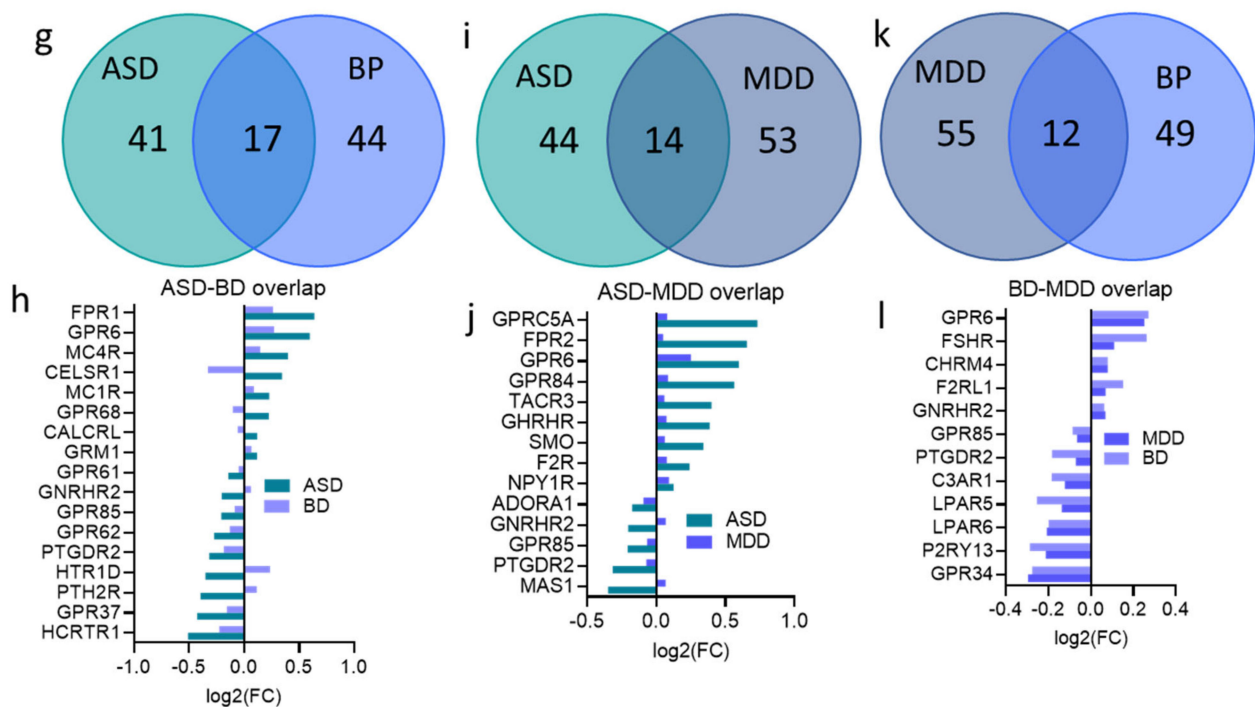 g
ASD
BP
41
17
44
i
ASD
MDD
44
14
53
k
MDD
BP
55
12
49
h
ASD-BD overlap
FPR1
GPR6
MC4R
CELSR1
MC1R
GPR68
CALCRL
GRM1
GPR61
GNRHR2
GPR85
GPR62
PTGDR2
HTR1D
PTH2R
GPR37
HCRTR1
ASD
BD
-1.0 -0.5 0.0 0.5 1.0
log2(FC)
j
ASD-MDD overlap
GPRC5A
FPR2
GPR6
GPR84
TACR3
GHRHR
SMO
F2R
NPY1R
ADORA1
GNRHR2
GPR85
PTGDR2
MAS1
ASD
MDD
-0.5 0.0 0.5 1.0
log2(FC)
l
BD-MDD overlap
GPR6
FSHR
CHRM4
F2RL1
GNRHR2
GPR85
PTGDR2
C3AR1
LPAR5
LPAR6
P2RY13
GPR34
MDD
BD
-0.4 -0.2 0.0 0.2 0.4
log2(FC)